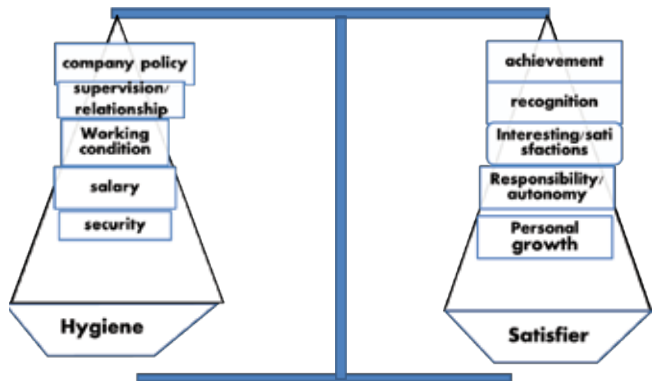 company policy
supervision/
relationship
Working
condition
salary
security
Hygiene
achievement
recognition
Interesting/sati
sfactions
Responsibility/
autonomy
Personal
growth
Satisfier